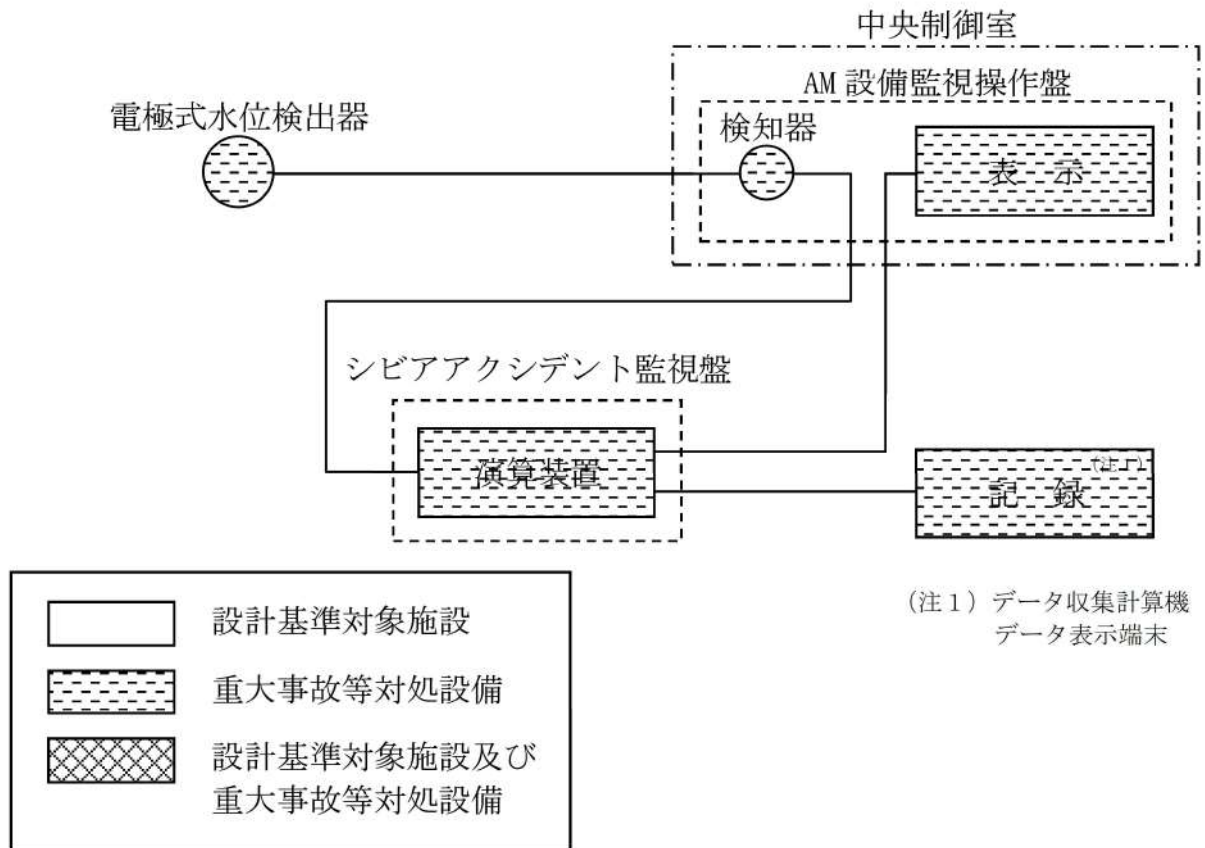 中央制御室
AM 設備監視操作盤
電極式水位検出器
検知器
表 示
シビアアクシデント監視盤
演算装置
(注1)
記 録
(注1) データ収集計算機
データ表示端末
設計基準対象施設
重大事故等対処設備
設計基準対象施設及び
重大事故等対処設備